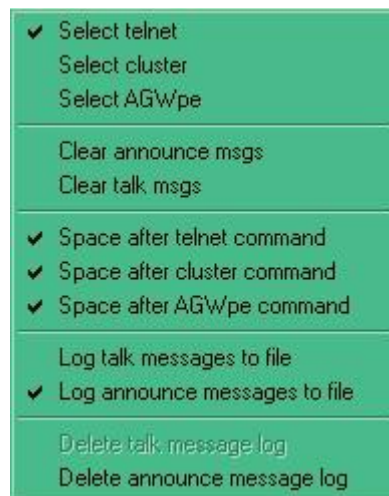 Select telnet
Select cluster
Select AGWpe
Clear announce msgs
Clear talk msgs
Space after telnet command
Space after cluster command
Space after AGWpe command
Log talk messages to file
Log announce messages to file
Delete talk message log
Delete announce message log